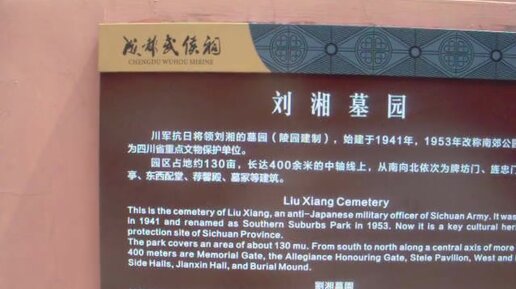 成都武侯祠
CHENGDU WUHOU SHRINE
刘湘墓园
川军抗日将领刘湘的墓园（陵园建制），始建于1941年，1953年改称南郊公
为四川省重点文物保护单位。
园区占地约130亩，长达400余米的中轴线上，从南向北依次为牌坊门、旌忠门
亭、东西配堂、荐馨殿、墓冢等建筑。
Liu Xiang Cemetery
This is the cemetery of Liu Xiang, an anti-Japanese military officer of Sichuan Army. It was
in 1941 and renamed as Southern Suburbs Park in 1953. Now it is a key cultural heri
protection site of Sichuan Province.
The park covers an area of about 130 mu. From south to north along a central axis of more
400 meters are Memorial Gate, the Allegiance Honouring Gate, Stele Pavilion, West and
Side Halls, Jianxin Hall, and Burial Mound.
劉湘墓園